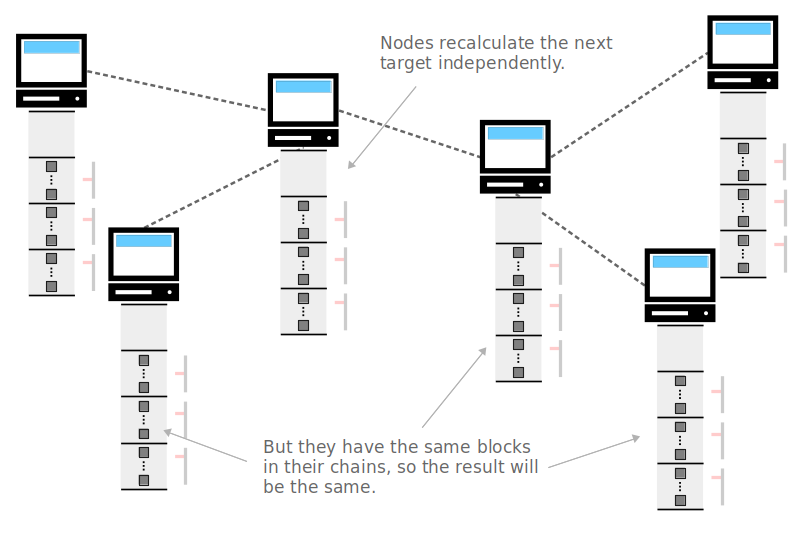 Nodes recalculate the next
target independently.
But they have the same blocks
in their chains, so the result will
be the same.